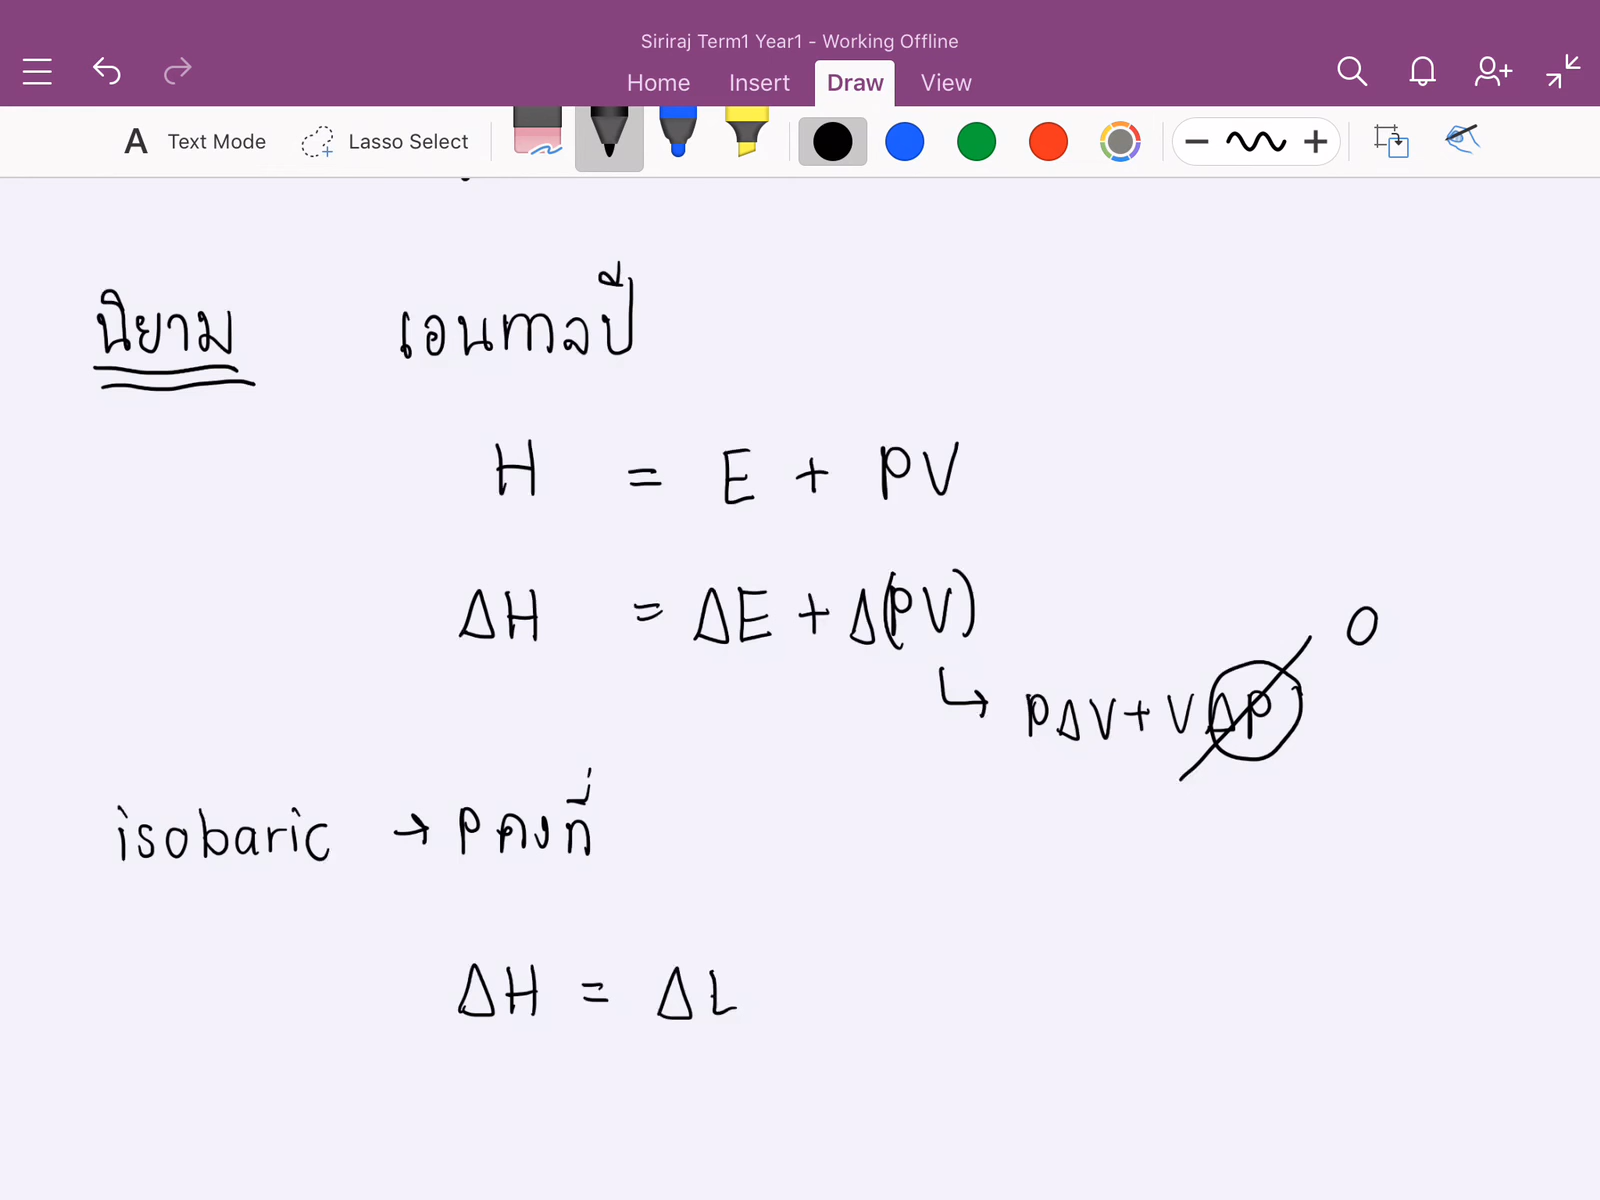 Siriraj Term1 Year1 - Working Offline
Home Insert Draw View
A Text Mode Lasso Select
นิยาม เอนทาลปี
H = E + PV
ΔH = ΔE + Δ(PV)
↳ PΔV + VΔP 0
isobaric → P คงที่
ΔH = ΔL